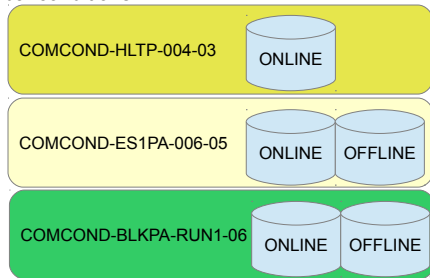 COMCOND-HLTP-004-03 ONLINE
COMCOND-ES1PA-006-05 ONLINE OFFLINE
COMCOND-BLKPA-RUN1-06 ONLINE OFFLINE